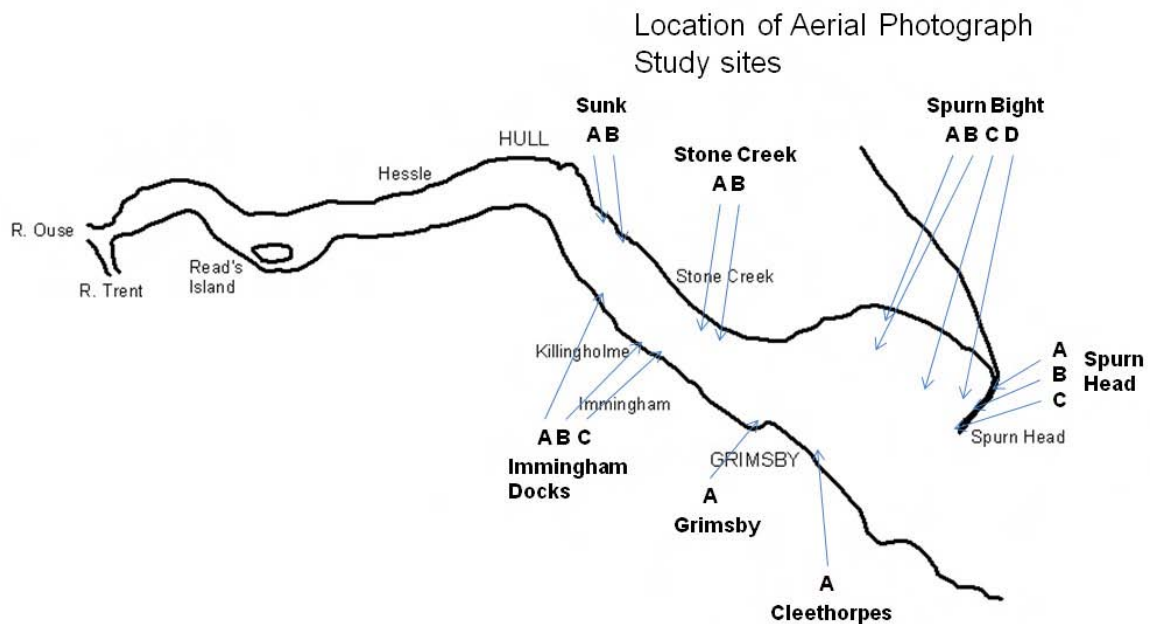 Location of Aerial Photograph
Study sites
Sunk
A B
Spurn Bight
A B C D
HULL
Stone Creek
A B
Hessle
R. Ouse
Read's
Island
Stone Creek
R. Trent
Killingholme
A
B
C
Spurn
Head
Immingham
Spurn Head
A B C
Immingham
Docks
GRIMSBY
A
Grimsby
A
Cleethorpes